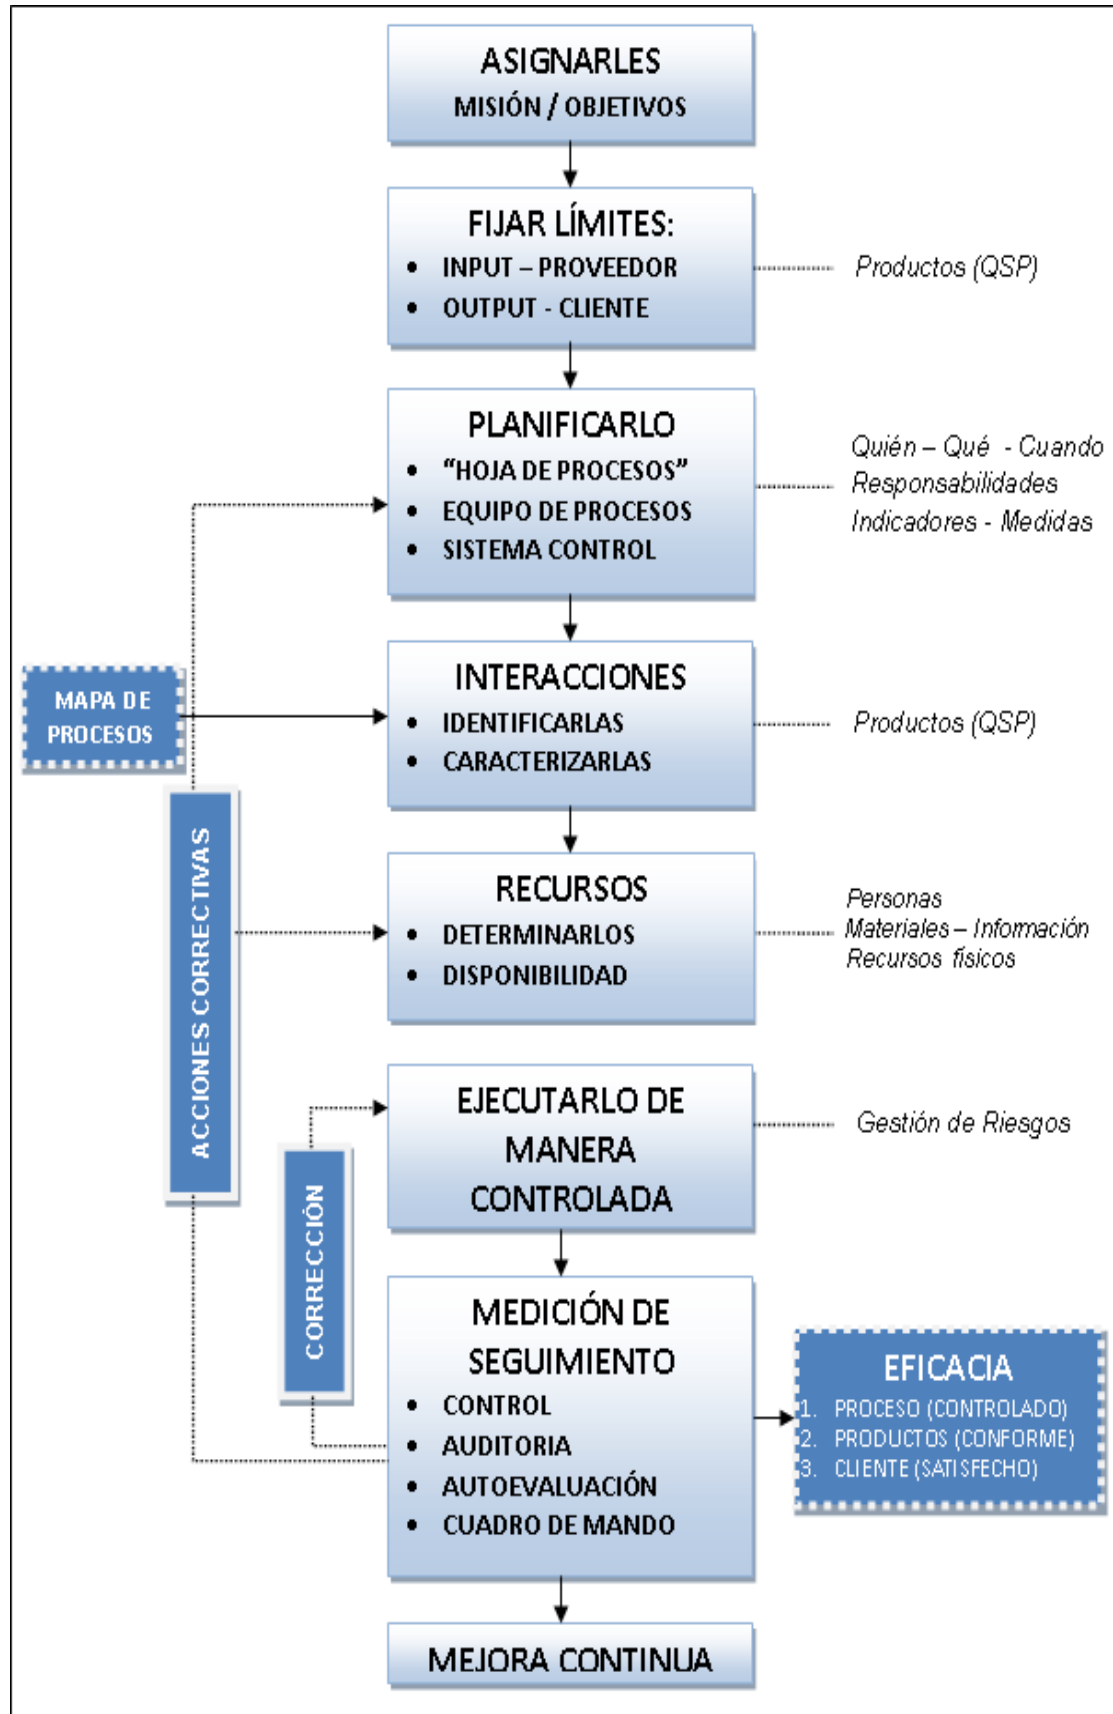 ASIGNARLES
MISIÓN / OBJETIVOS
FIJAR LÍMITES:
• INPUT – PROVEEDOR
• OUTPUT - CLIENTE
Productos (QSP)
PLANIFICARLO
• “HOJA DE PROCESOS”
• EQUIPO DE PROCESOS
• SISTEMA CONTROL
Quién – Qué - Cuando
Responsabilidades
Indicadores - Medidas
MAPA DE
PROCESOS
INTERACCIONES
• IDENTIFICARLAS
• CARACTERIZARLAS
Productos (QSP)
ACCIONES CORRECTIVAS
RECURSOS
• DETERMINARLOS
• DISPONIBILIDAD
Personas
Materiales – Información
Recursos físicos
CORRECCIÓN
EJECUTARLO DE
MANERA
CONTROLADA
Gestión de Riesgos
MEDICIÓN DE
SEGUIMIENTO
• CONTROL
• AUDITORIA
• AUTOEVALUACIÓN
• CUADRO DE MANDO
EFICACIA
1. PROCESO (CONTROLADO)
2. PRODUCTOS (CONFORME)
3. CLIENTE (SATISFECHO)
MEJORA CONTINUA